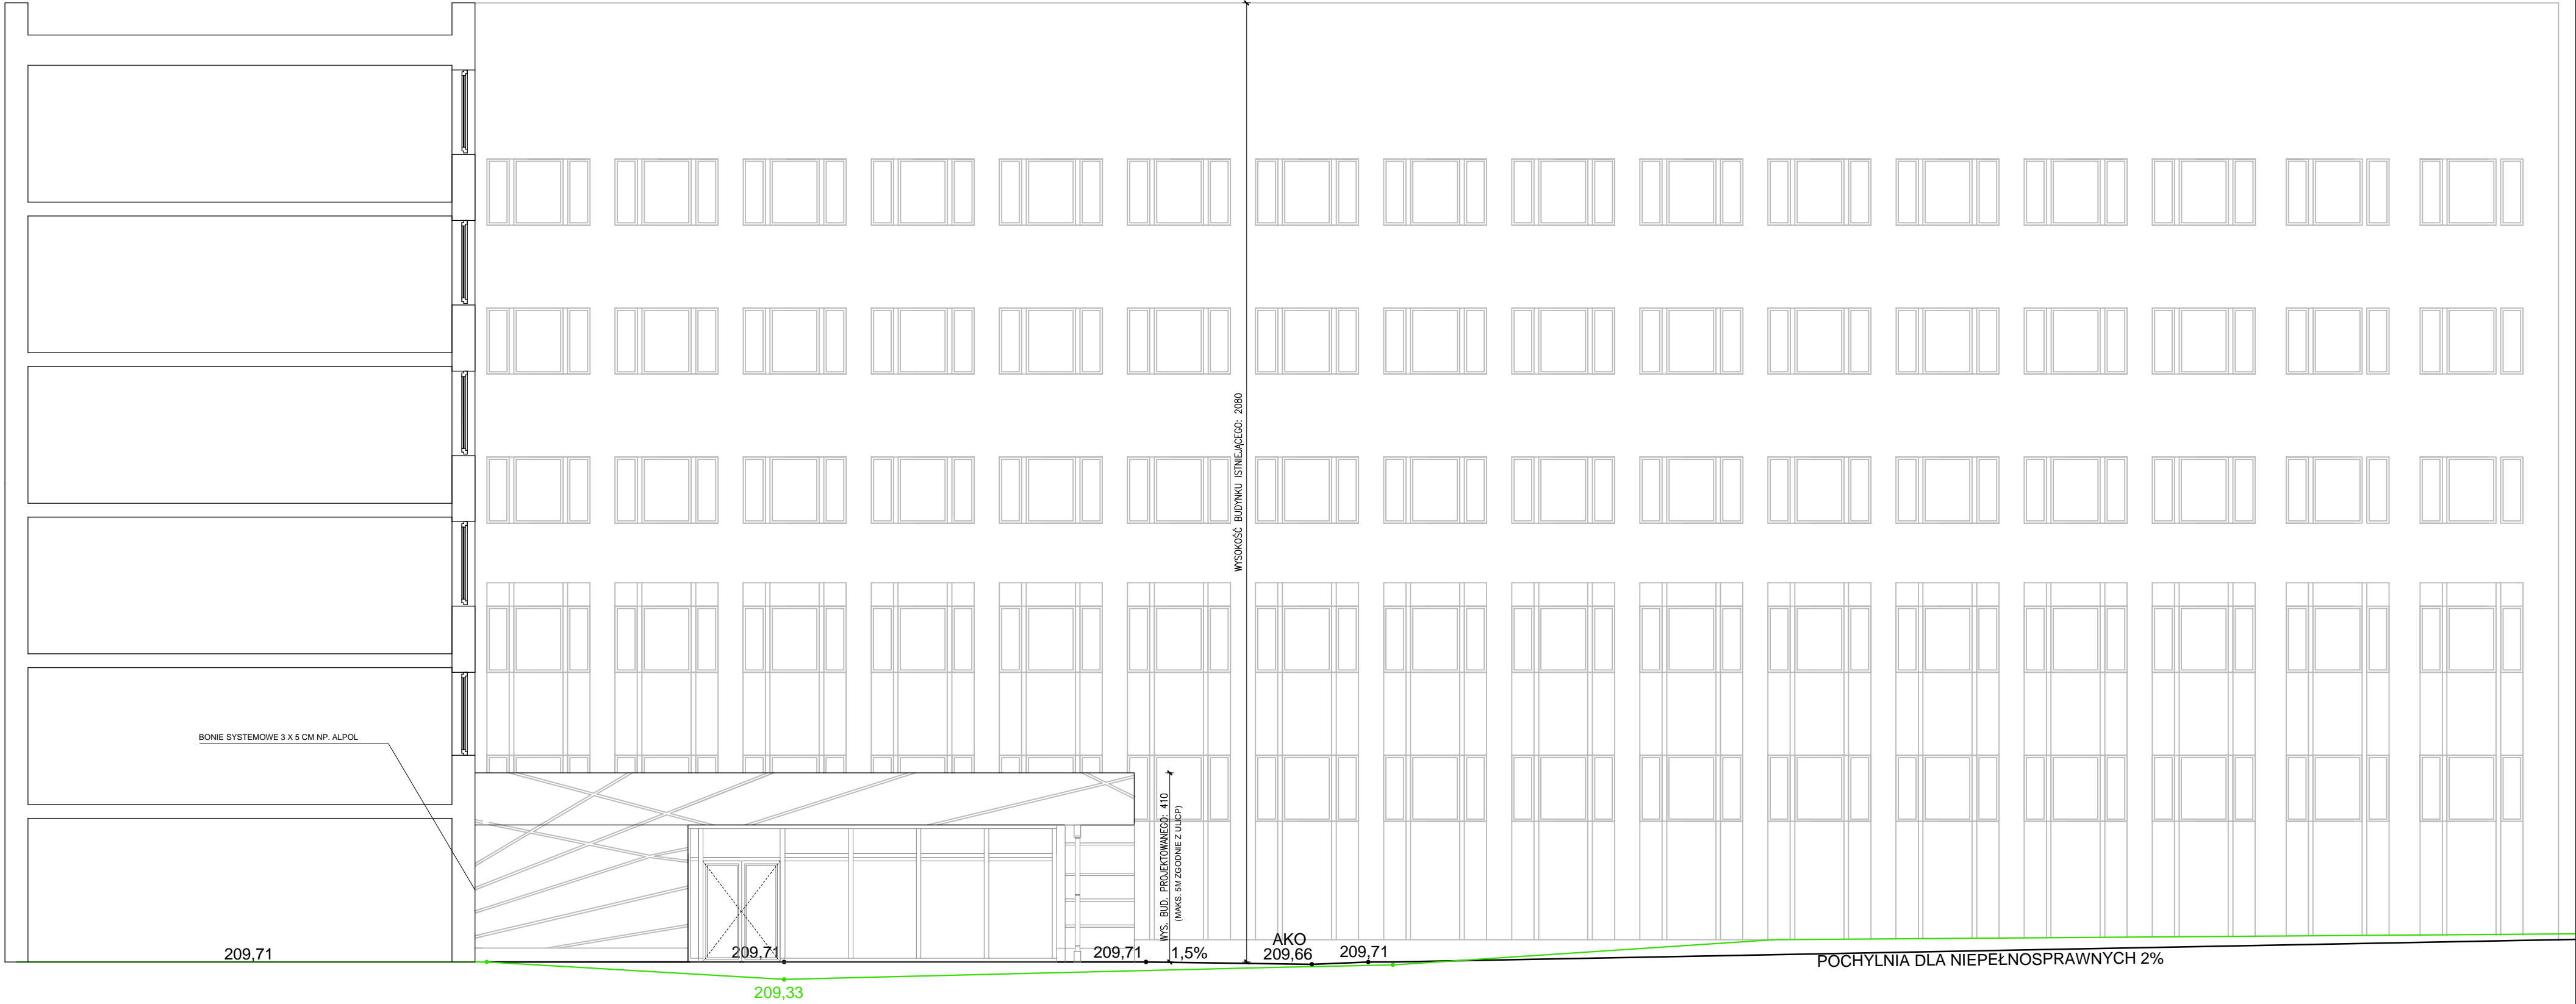 WYSOKOŚĆ BUDYNKU ISTNIEJĄCEGO: 2080
BONIE SYSTEMOWE 3 X 5 CM NP. ALPOL
WYS. BUD. PROJEKTOWANEGO: 410
(MAKS. 5M ZGODNIE Z ULICP)
209,71
209,71
209,71
1,5%
AKO
209,66
209,71
POCHYLNIA DLA NIEPEŁNOSPRAWNYCH 2%
209,33